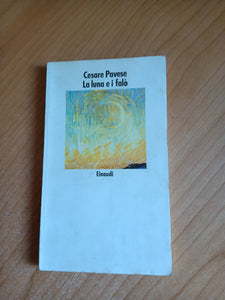 Cesare Pavese
La luna e i falò
Einaudi